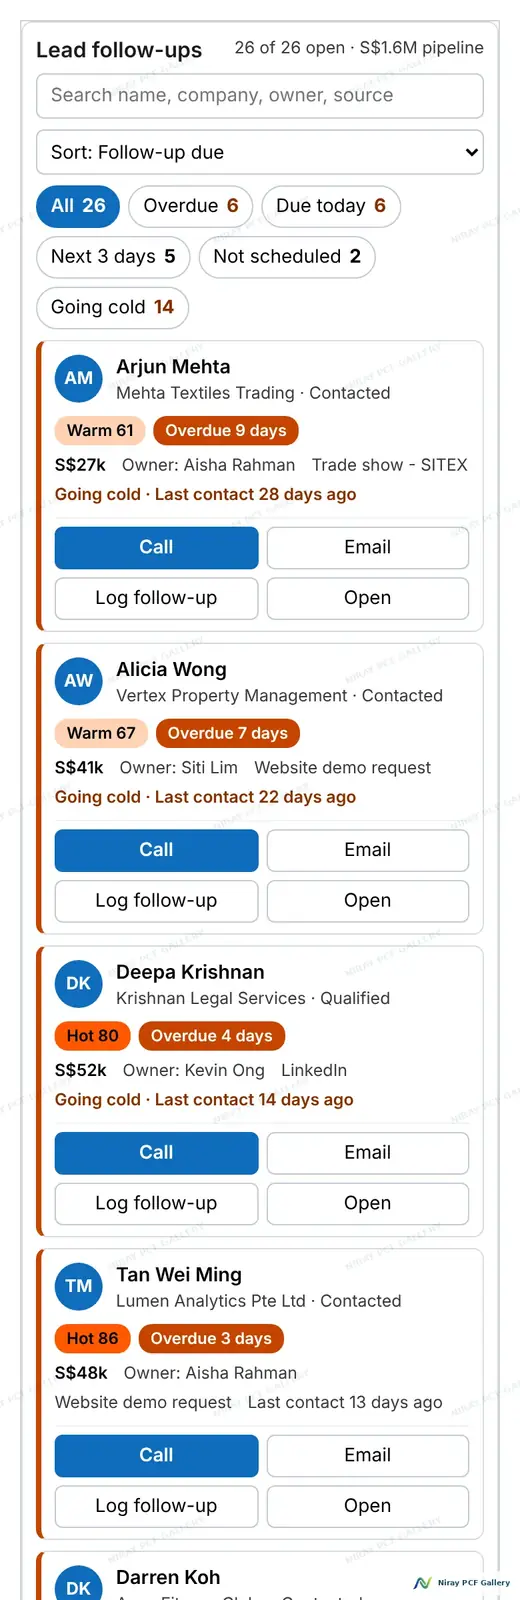 Lead follow-ups 26 of 26 open · S$1.6M pipeline
Search name, company, owner, source
Sort: Follow-up due
All 26 Overdue 6 Due today 6
Next 3 days 5 Not scheduled 2
Going cold 14
AM Arjun Mehta
Mehta Textiles Trading · Contacted
Warm 61 Overdue 9 days
S$27k Owner: Aisha Rahman Trade show - SITEX
Going cold · Last contact 28 days ago
Call Email
Log follow-up Open
AW Alicia Wong
Vertex Property Management · Contacted
Warm 67 Overdue 7 days
S$41k Owner: Siti Lim Website demo request
Going cold · Last contact 22 days ago
Call Email
Log follow-up Open
DK Deepa Krishnan
Krishnan Legal Services · Qualified
Hot 80 Overdue 4 days
S$52k Owner: Kevin Ong LinkedIn
Going cold · Last contact 14 days ago
Call Email
Log follow-up Open
TM Tan Wei Ming
Lumen Analytics Pte Ltd · Contacted
Hot 86 Overdue 3 days
S$48k Owner: Aisha Rahman
Website demo request Last contact 13 days ago
Call Email
Log follow-up Open
DK Darren Koh
Niray PCF Gallery